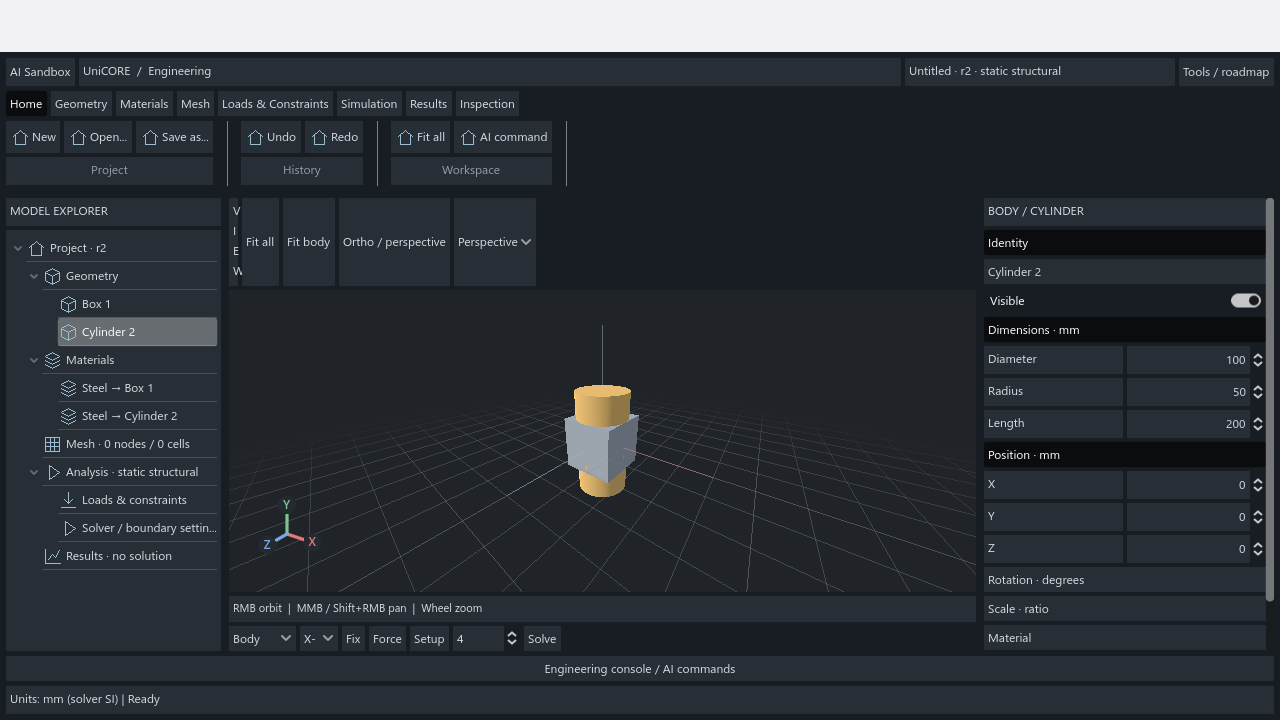 AI Sandbox
UniCORE / Engineering
Untitled · r2 · static structural
Tools / roadmap
Home
Geometry
Materials
Mesh
Loads & Constraints
Simulation
Results
Inspection
New
Open...
Save as...
Undo
Redo
Fit all
AI command
Project
History
Workspace
MODEL EXPLORER
Project · r2
Geometry
Box 1
Cylinder 2
Materials
Steel → Box 1
Steel → Cylinder 2
Mesh · 0 nodes / 0 cells
Analysis · static structural
Loads & constraints
Solver / boundary settin...
Results · no solution
V
I
E
W
Fit all
Fit body
Ortho / perspective
Perspective
Y
Z
X
RMB orbit | MMB / Shift+RMB pan | Wheel zoom
Body
X-
Fix
Force
Setup
4
Solve
BODY / CYLINDER
Identity
Cylinder 2
Visible
Dimensions · mm
Diameter 100
Radius 50
Length 200
Position · mm
X 0
Y 0
Z 0
Rotation · degrees
Scale · ratio
Material
Engineering console / AI commands
Units: mm (solver SI) | Ready